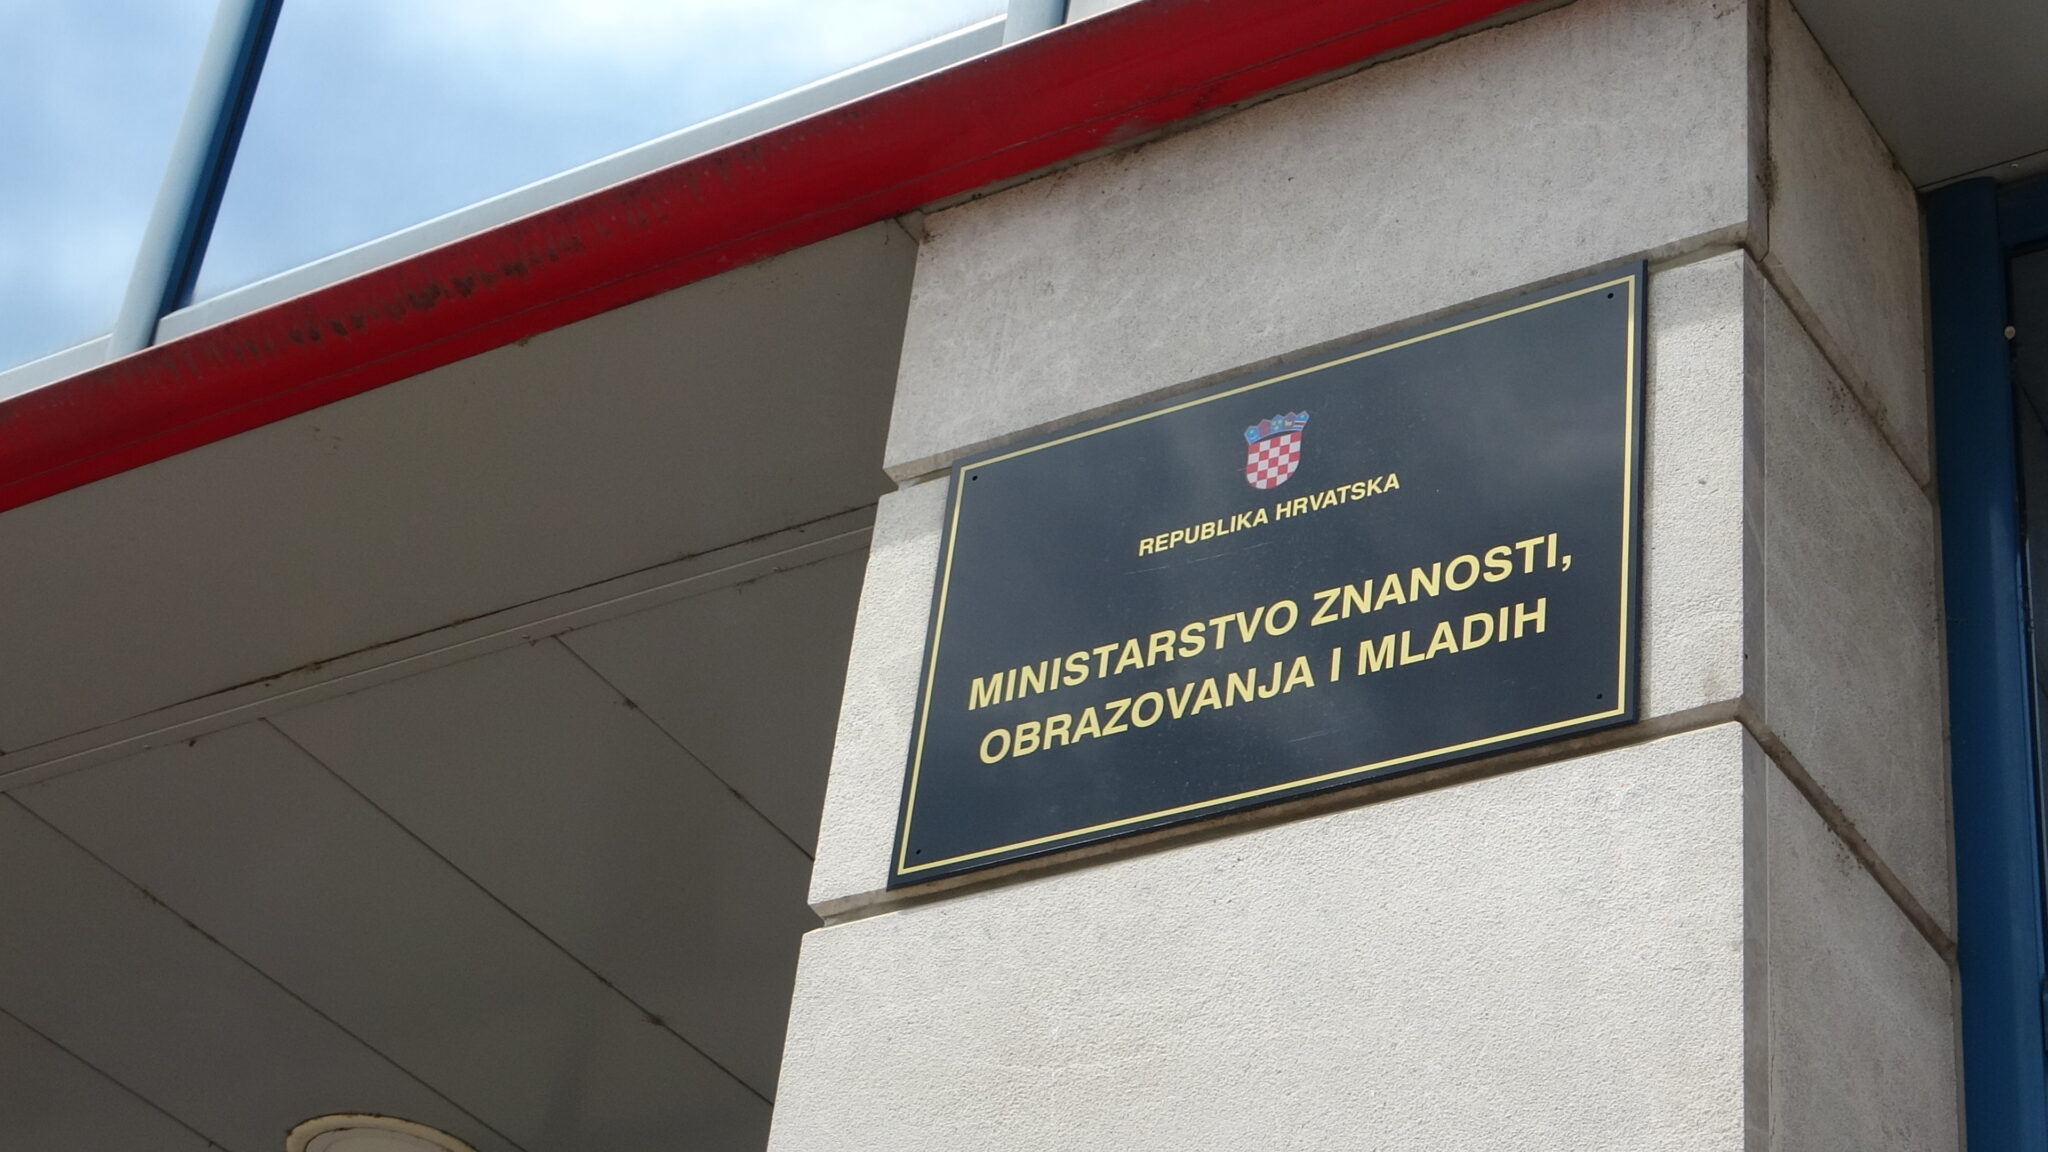 REPUBLIKA HRVATSKA
MINISTARSTVO ZNANOSTI,
OBRAZOVANJA I MLADIH